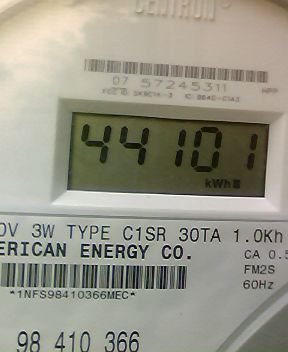 CENTRON
07 57245311
44101
kWh
0V 3W TYPE C1SR 30TA 1.0Kh
ERICAN ENERGY CO.
CA 0.5
*1NFS98410366MEC*
FM2S
60Hz
98 410 366